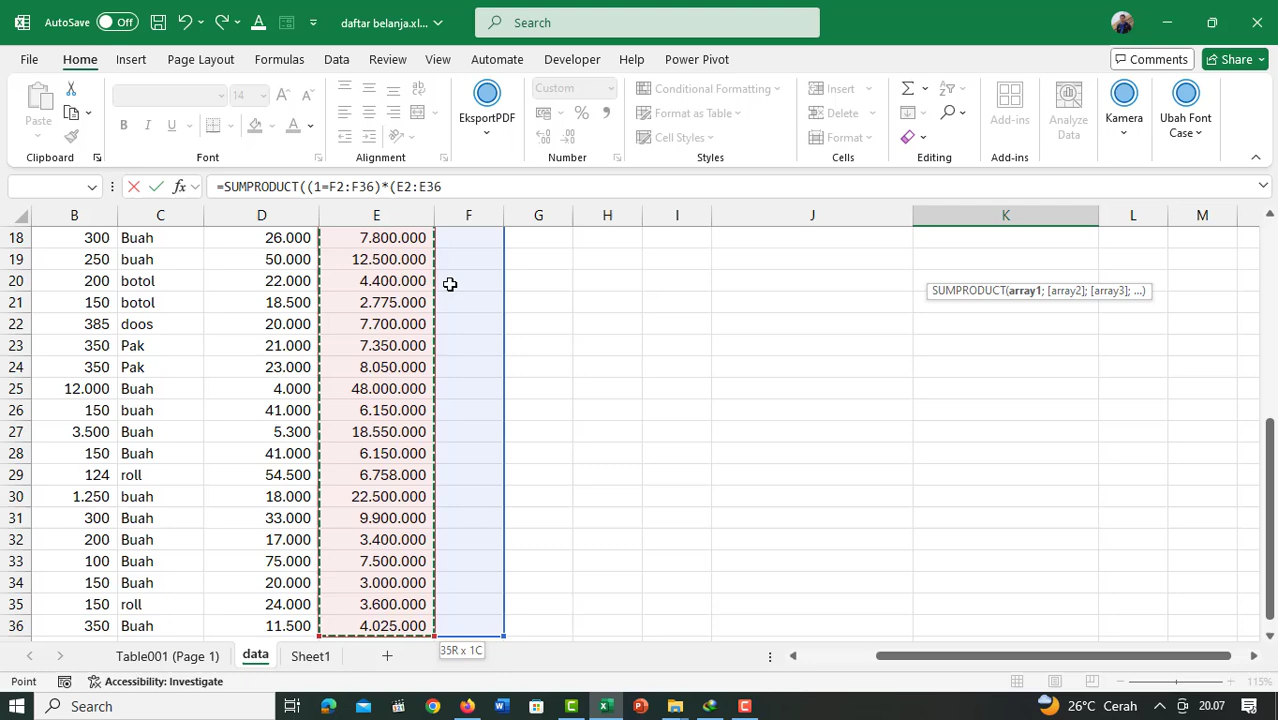 AutoSave Off daftar belanja.xl... Search
File Home Insert Page Layout Formulas Data Review View Automate Developer Help Power Pivot Comments Share
Paste 14 A A ab B I U A EksportPDF Custom % , Conditional Formatting Format as Table Cell Styles Insert Delete Format Add-ins Analyze Data Kamera Ubah Font Case
Clipboard Font Alignment Number Styles Cells Editing Add-ins
fx =SUMPRODUCT((1=F2:F36)*(E2:E36
B C D E F G H I J K L M
18 300 Buah 26.000 7.800.000
19 250 buah 50.000 12.500.000
20 200 botol 22.000 4.400.000
SUMPRODUCT(array1; [array2]; [array3]; ...)
21 150 botol 18.500 2.775.000
22 385 doos 20.000 7.700.000
23 350 Pak 21.000 7.350.000
24 350 Pak 23.000 8.050.000
25 12.000 Buah 4.000 48.000.000
26 150 buah 41.000 6.150.000
27 3.500 Buah 5.300 18.550.000
28 150 Buah 41.000 6.150.000
29 124 roll 54.500 6.758.000
30 1.250 buah 18.000 22.500.000
31 300 Buah 33.000 9.900.000
32 200 Buah 17.000 3.400.000
33 100 Buah 75.000 7.500.000
34 150 Buah 20.000 3.000.000
35 150 roll 24.000 3.600.000
36 350 Buah 11.500 4.025.000
35R x 1C
Table001 (Page 1) data Sheet1
Point Accessibility: Investigate 115%
Search 26°C Cerah 20.07